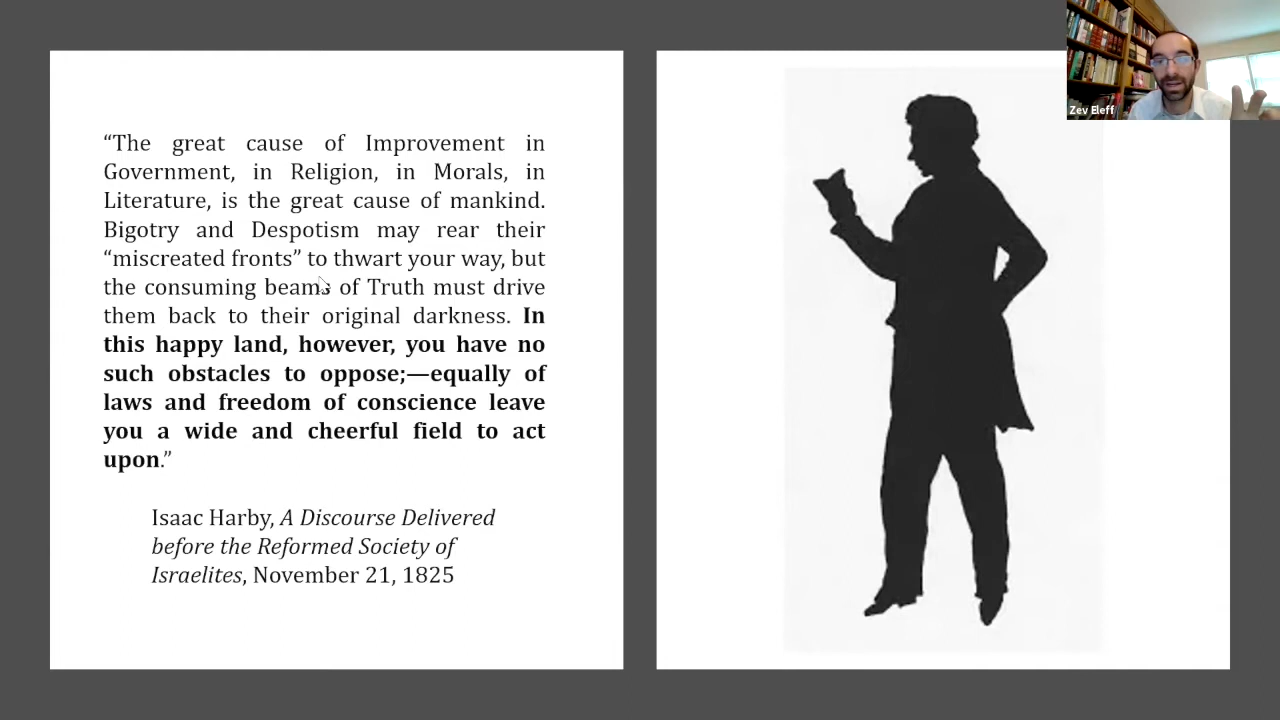 “The great cause of Improvement in
Government, in Religion, in Morals, in
Literature, is the great cause of mankind.
Bigotry and Despotism may rear their
“miscreated fronts” to thwart your way, but
the consuming beams of Truth must drive
them back to their original darkness. In
this happy land, however, you have no
such obstacles to oppose;—equally of
laws and freedom of conscience leave
you a wide and cheerful field to act
upon.”
Isaac Harby, A Discourse Delivered
before the Reformed Society of
Israelites, November 21, 1825
Zev Eleff